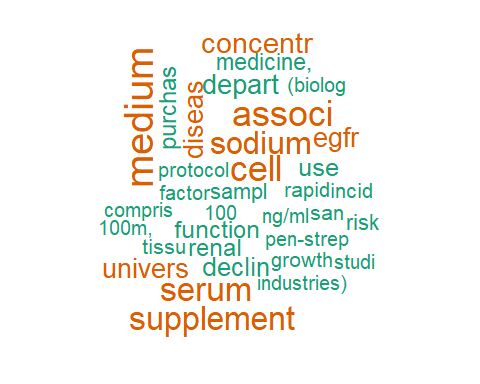 concentr
medicine,
medium
purchas
diseas
depart (biolog
associ
sodium egfr
protocol cell use
factor sampl rapid incid
compris 100 ng/ml san risk
100m, function pen-strep
tissu renal
univers declin growth studi
serum industries)
supplement